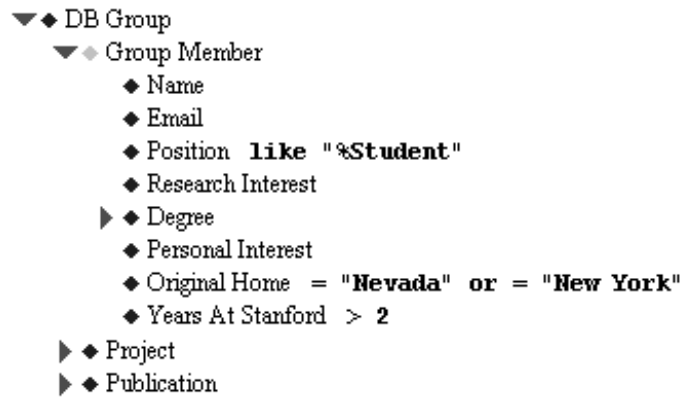 DB Group
Group Member
Name
Email
Position like "%Student"
Research Interest
Degree
Personal Interest
Original Home = "Nevada" or = "New York"
Years At Stanford > 2
Project
Publication